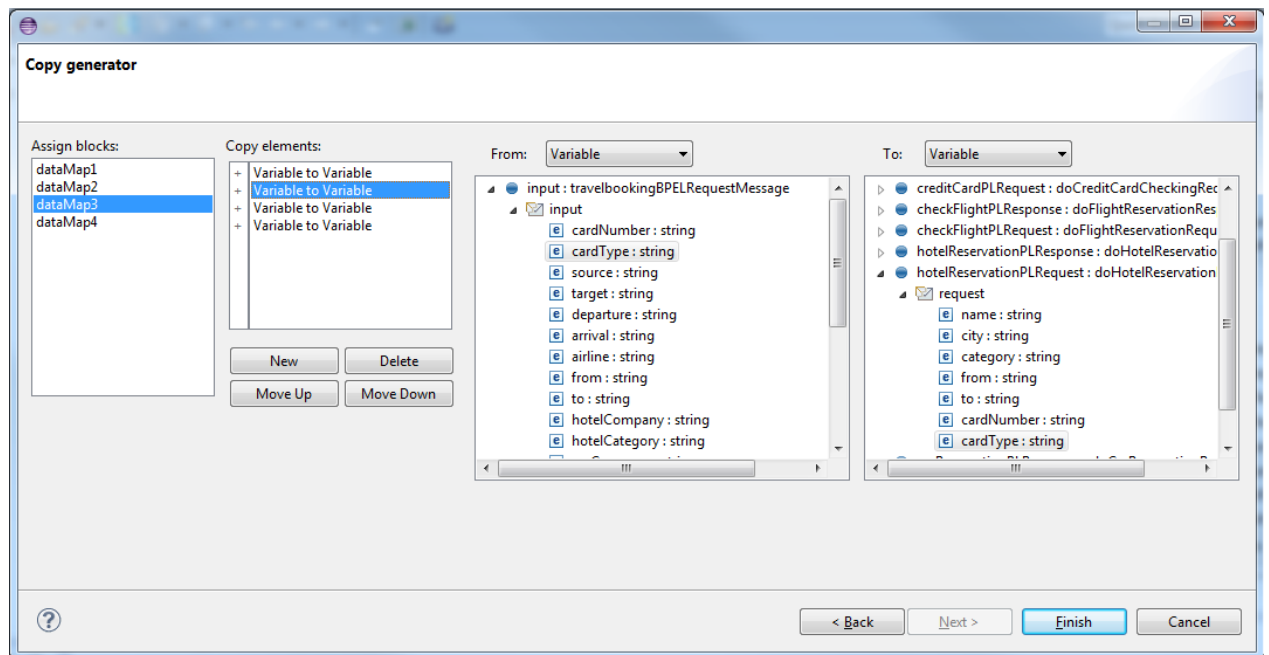 Copy generator
Assign blocks:
dataMap1
dataMap2
dataMap3
dataMap4
Copy elements:
+ Variable to Variable
+ Variable to Variable
+ Variable to Variable
+ Variable to Variable
New
Delete
Move Up
Move Down
From:
Variable
input : travelbookingBPELRequestMessage
input
e cardNumber : string
e cardType : string
e source : string
e target : string
e departure : string
e arrival : string
e airline : string
e from : string
e to : string
e hotelCompany : string
e hotelCategory : string
To:
Variable
creditCardPLRequest : doCreditCardCheckingRec
checkFlightPLResponse : doFlightReservationRes
checkFlightPLRequest : doFlightReservationRequ
hotelReservationPLResponse : doHotelReservatio
hotelReservationPLRequest : doHotelReservation
request
e name : string
e city : string
e category : string
e from : string
e to : string
e cardNumber : string
e cardType : string
?
< Back
Next >
Finish
Cancel